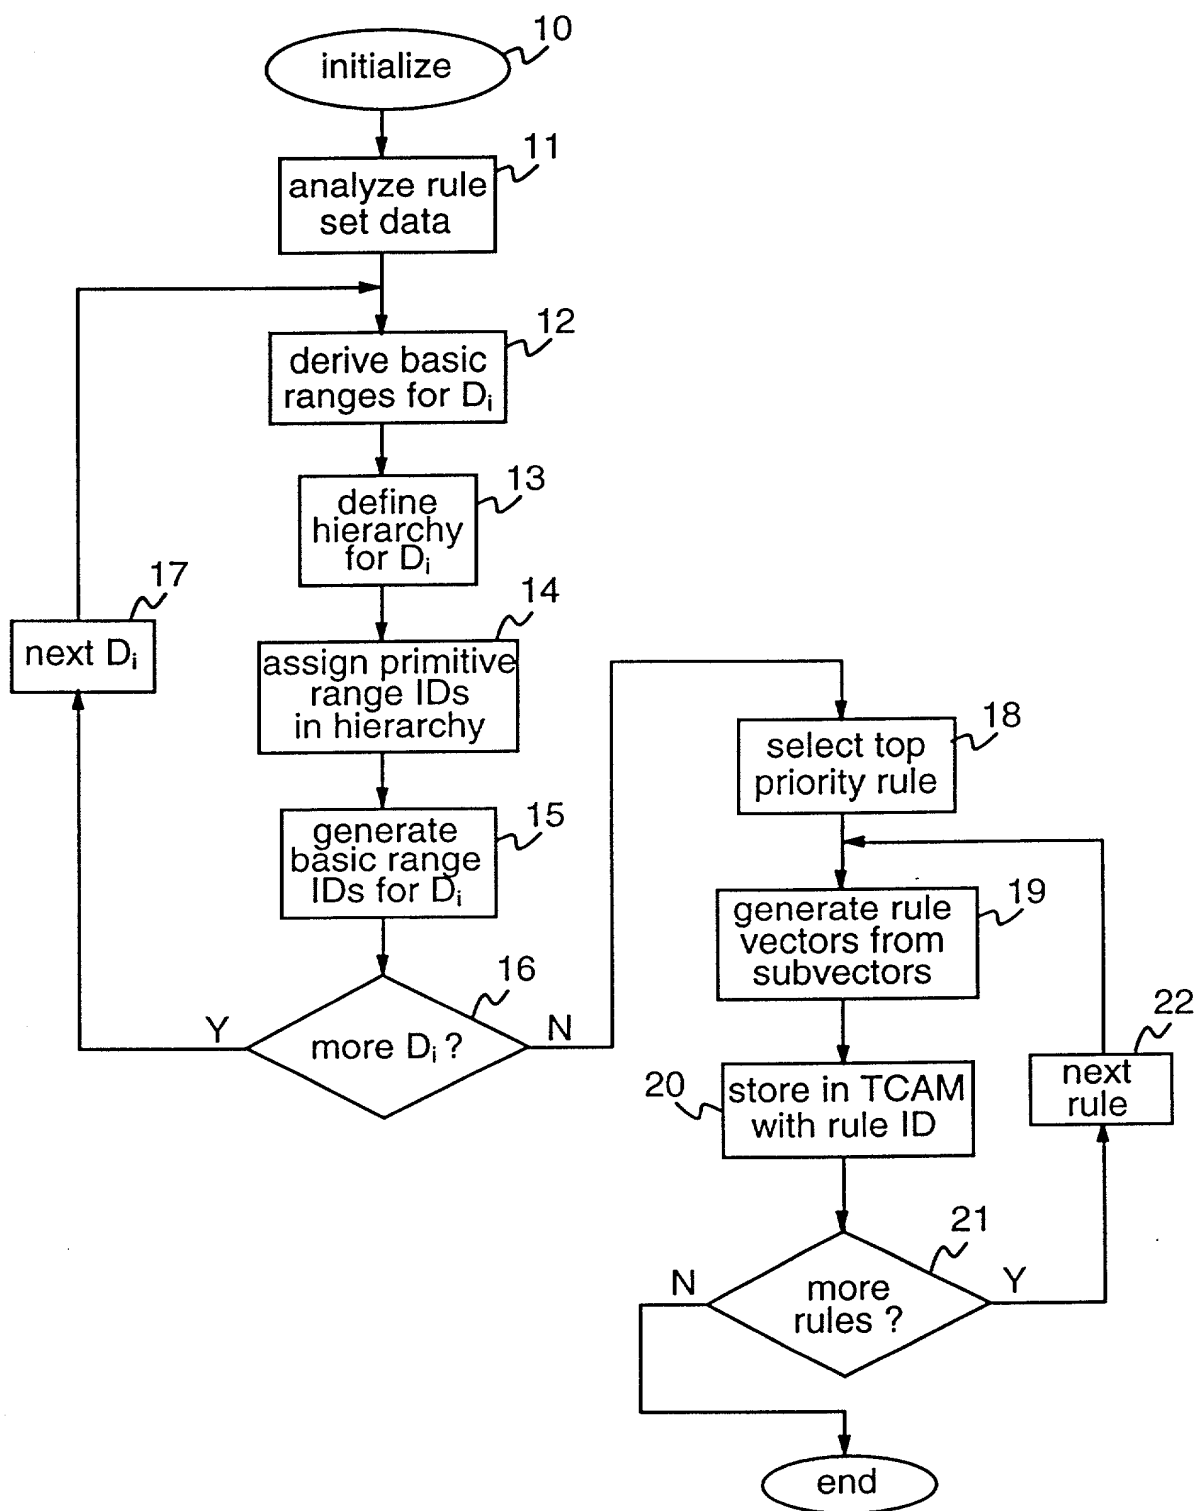 initialize
10
analyze rule
set data
11
derive basic
ranges for Di
12
define
hierarchy
for Di
13
assign primitive
range IDs
in hierarchy
14
generate
basic range
IDs for Di
15
more Di ?
16
Y
N
next Di
17
select top
priority rule
18
generate rule
vectors from
subvectors
19
store in TCAM
with rule ID
20
more
rules ?
21
N
Y
next
rule
22
end